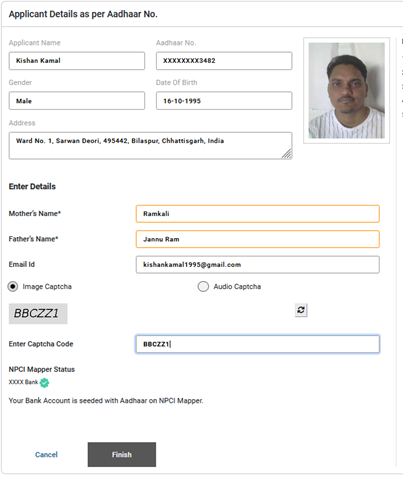 Applicant Details as per Aadhaar No.
Applicant Name Aadhaar No.
Kishan Kamal XXXXXXXX3482
Gender Date Of Birth
Male 16-10-1995
Address
Ward No. 1, Sarwan Deori, 495442, Bilaspur, Chhattisgarh, India
Enter Details
Mother's Name* Ramkali
Father's Name* Jannu Ram
Email Id kishankamal1995@gmail.com
Image Captcha Audio Captcha
BBCZZ1
Enter Captcha Code BBCZZ1
NPCI Mapper Status
XXXX Bank
Your Bank Account is seeded with Aadhaar on NPCI Mapper.
Cancel Finish